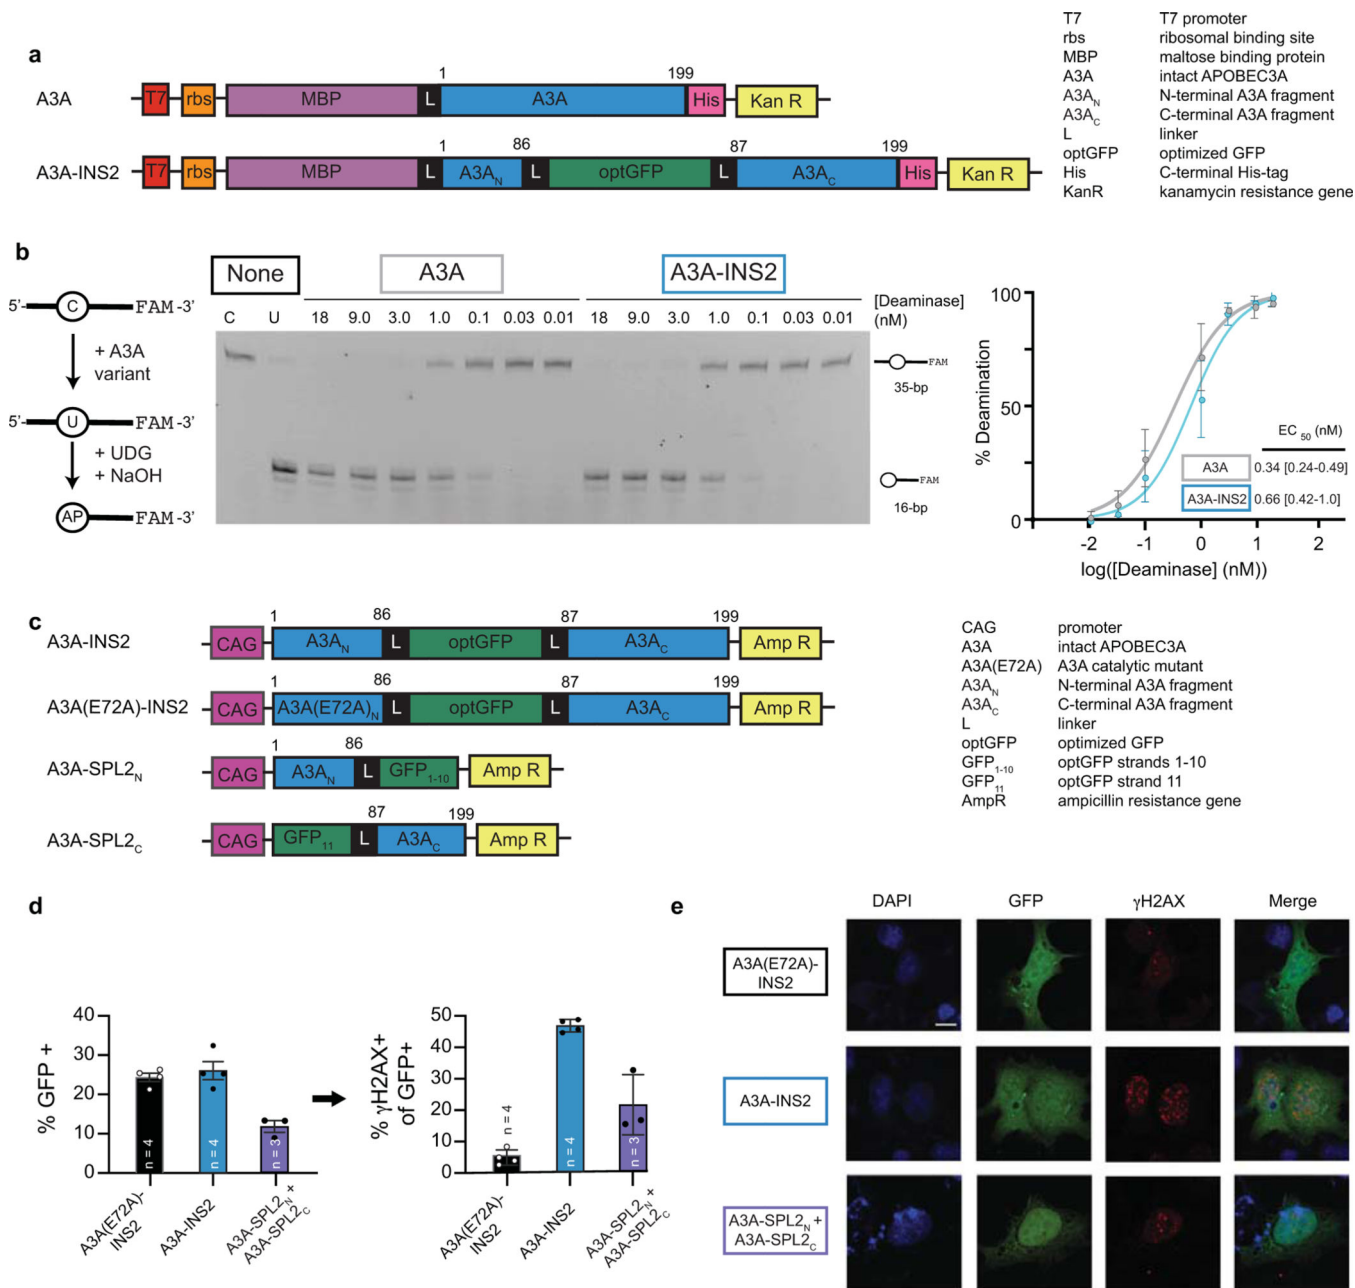 a
A3A T7 rbs MBP L 1 A3A 199 His Kan R
A3A-INS2 T7 rbs MBP L 1 A3AN 86 L optGFP L 87 A3AC 199 His Kan R
T7 T7 promoter
rbs ribosomal binding site
MBP maltose binding protein
A3A intact APOBEC3A
A3AN N-terminal A3A fragment
A3AC C-terminal A3A fragment
L linker
optGFP optimized GFP
His C-terminal His-tag
KanR kanamycin resistance gene
b
5'- C FAM -3'
+ A3A
variant
5'- U FAM -3'
+ UDG
+ NaOH
AP FAM -3'
None A3A A3A-INS2
[Deaminase]
(nM)
C U 18 9.0 3.0 1.0 0.1 0.03 0.01 18 9.0 3.0 1.0 0.1 0.03 0.01
FAM
35-bp
FAM
16-bp
% Deamination
100
50
0
-2 -1 0 1 2
log([Deaminase] (nM))
EC 50 (nM)
A3A 0.34 [0.24-0.49]
A3A-INS2 0.66 [0.42-1.0]
c
A3A-INS2 CAG 1 A3AN 86 L optGFP L 87 A3AC 199 Amp R
A3A(E72A)-INS2 CAG 1 A3A(E72A)N 86 L optGFP L 87 A3AC 199 Amp R
A3A-SPL2N CAG 1 A3AN 86 L GFP1-10 Amp R
A3A-SPL2C CAG GFP11 L 87 A3AC 199 Amp R
CAG promoter
A3A intact APOBEC3A
A3A(E72A) A3A catalytic mutant
A3AN N-terminal A3A fragment
A3AC C-terminal A3A fragment
L linker
optGFP optimized GFP
GFP1-10 optGFP strands 1-10
GFP11 optGFP strand 11
AmpR ampicillin resistance gene
d
% GFP +
40
30
20
10
0
n = 4
n = 4
n = 3
A3A(E72A)-
INS2
A3A-INS2
A3A-SPL2N +
A3A-SPL2C
% γH2AX+
of GFP+
50
40
30
20
10
0
n = 4
n = 4
n = 3
A3A(E72A)-
INS2
A3A-INS2
A3A-SPL2N +
A3A-SPL2C
e
DAPI GFP γH2AX Merge
A3A(E72A)-
INS2
A3A-INS2
A3A-SPL2N +
A3A-SPL2C